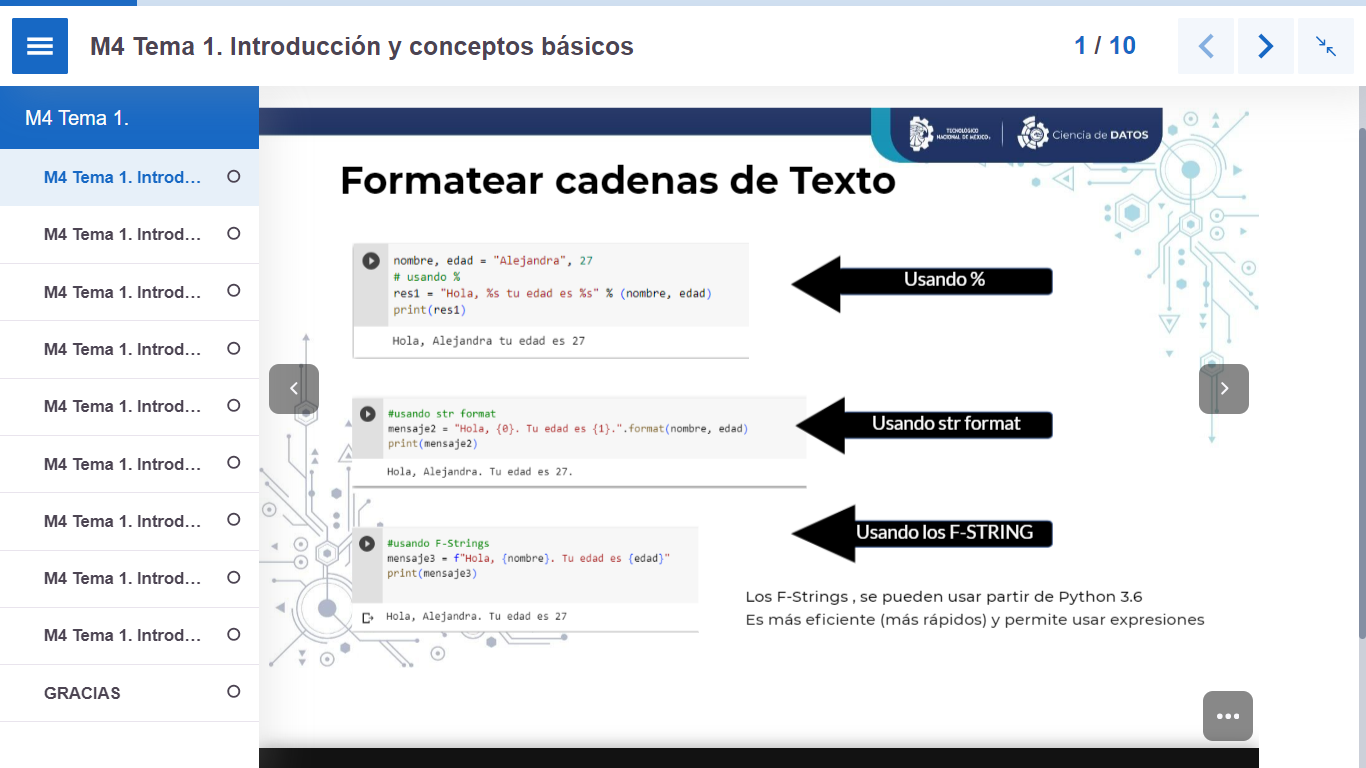 M4 Tema 1. Introducción y conceptos básicos
1 / 10
M4 Tema 1.
M4 Tema 1. Introd...
M4 Tema 1. Introd...
M4 Tema 1. Introd...
M4 Tema 1. Introd...
M4 Tema 1. Introd...
M4 Tema 1. Introd...
M4 Tema 1. Introd...
M4 Tema 1. Introd...
M4 Tema 1. Introd...
GRACIAS
TECNOLÓGICO
NACIONAL DE MÉXICO.
Ciencia de DATOS
Formatear cadenas de Texto
nombre, edad = "Alejandra", 27
# usando %
res1 = "Hola, %s tu edad es %s" % (nombre, edad)
print(res1)
Hola, Alejandra tu edad es 27
Usando %
#usando str format
mensaje2 = "Hola, {0}. Tu edad es {1}.".format(nombre, edad)
print(mensaje2)
Hola, Alejandra. Tu edad es 27.
Usando str format
#usando F-Strings
mensaje3 = f"Hola, {nombre}. Tu edad es {edad}"
print(mensaje3)
Hola, Alejandra. Tu edad es 27
Usando los F-STRING
Los F-Strings , se pueden usar partir de Python 3.6
Es más eficiente (más rápidos) y permite usar expresiones